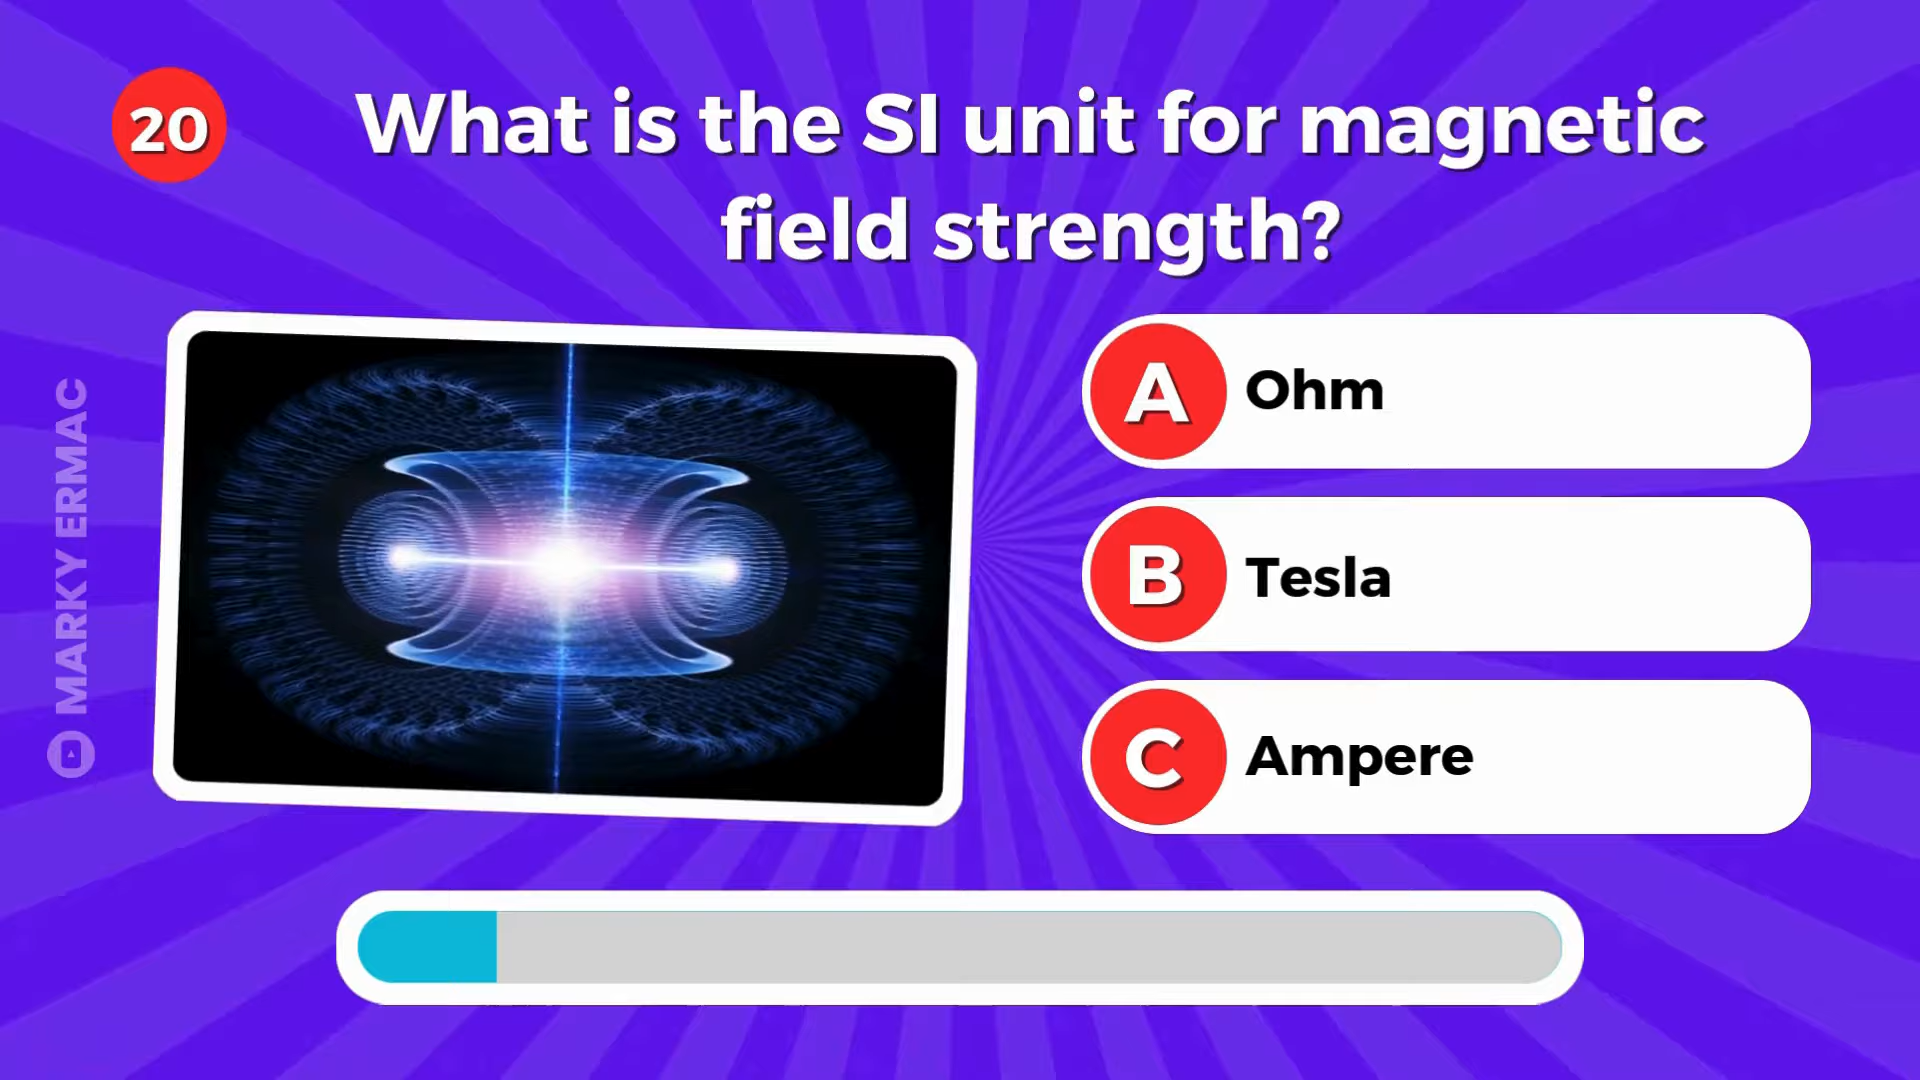 20
What is the SI unit for magnetic
field strength?
A Ohm
B Tesla
C Ampere
MARKY ERMAC